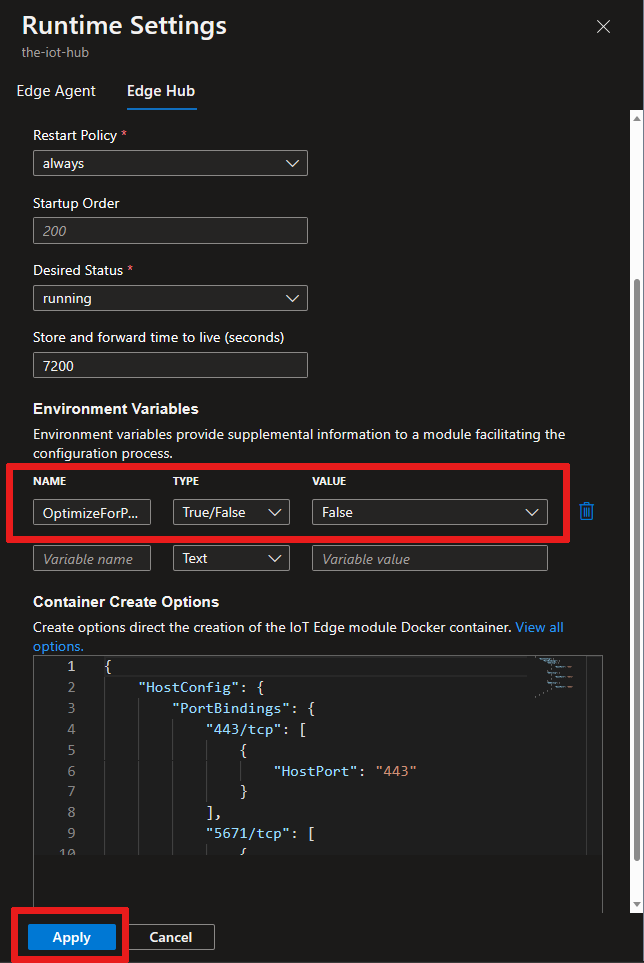 Runtime Settings
the-iot-hub
Edge Agent Edge Hub
Restart Policy *
always
Startup Order
200
Desired Status *
running
Store and forward time to live (seconds)
7200
Environment Variables
Environment variables provide supplemental information to a module facilitating the
configuration process.
NAME TYPE VALUE
OptimizeForP... True/False False
Variable name Text Variable value
Container Create Options
Create options direct the creation of the IoT Edge module Docker container. View all
options.
1 {
2 "HostConfig": {
3 "PortBindings": {
4 "443/tcp": [
5 {
6 "HostPort": "443"
7 }
8 ],
9 "5671/tcp": [
10 {
Apply Cancel